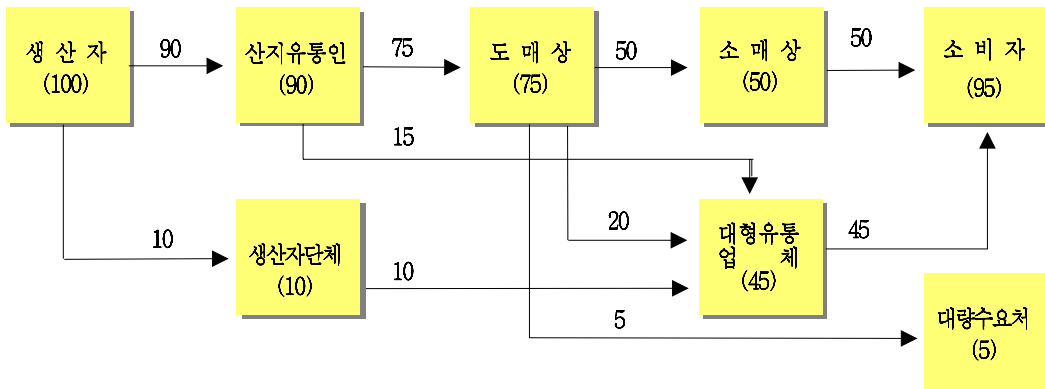 생 산 자
(100)
90
산지유통인
(90)
75
도 매 상
(75)
50
소 매 상
(50)
50
소 비 자
(95)
15
10
생산자단체
(10)
10
20
대형유통
업 체
(45)
45
5
대량수요처
(5)